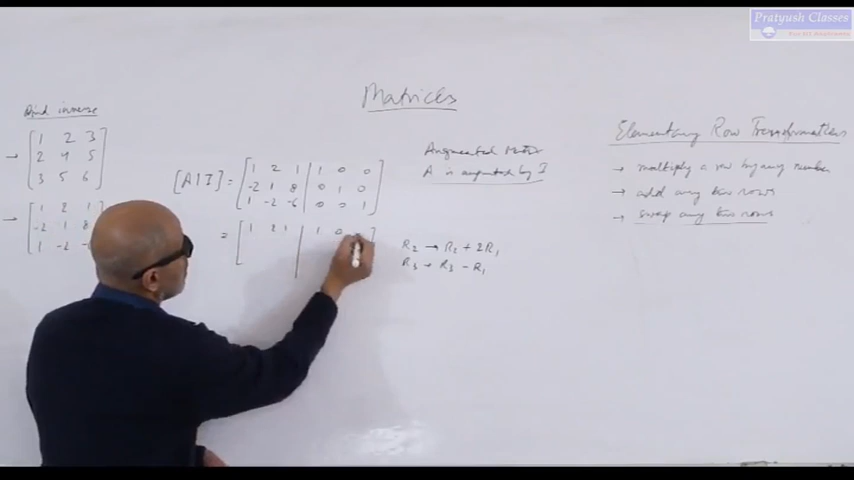 Pratyush Classes
Matrices
Find inverse
→ [1 2 3
2 4 5
3 5 6]
→ [1 2 1
-2 1 8
1 -2 -6
[A|I] = [1 2 1 | 1 0 0
-2 1 8 | 0 1 0
1 -2 -6 | 0 0 1]
= [1 2 1 | 1 0
R₂ → R₂ + 2R₁
R₃ → R₃ - R₁
Augmented Matrix
A is augmented by I
Elementary Row Transformations
→ multiply a row by any number
→ add any two rows
→ swap any two rows